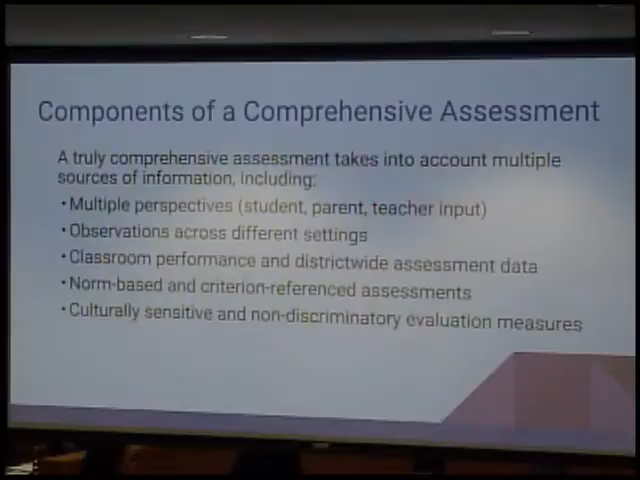 Components of a Comprehensive Assessment
A truly comprehensive assessment takes into account multiple
sources of information, including:
•Multiple perspectives (student, parent, teacher input)
•Observations across different settings
•Classroom performance and districtwide assessment data
•Norm-based and criterion-referenced assessments
•Culturally sensitive and non-discriminatory evaluation measures